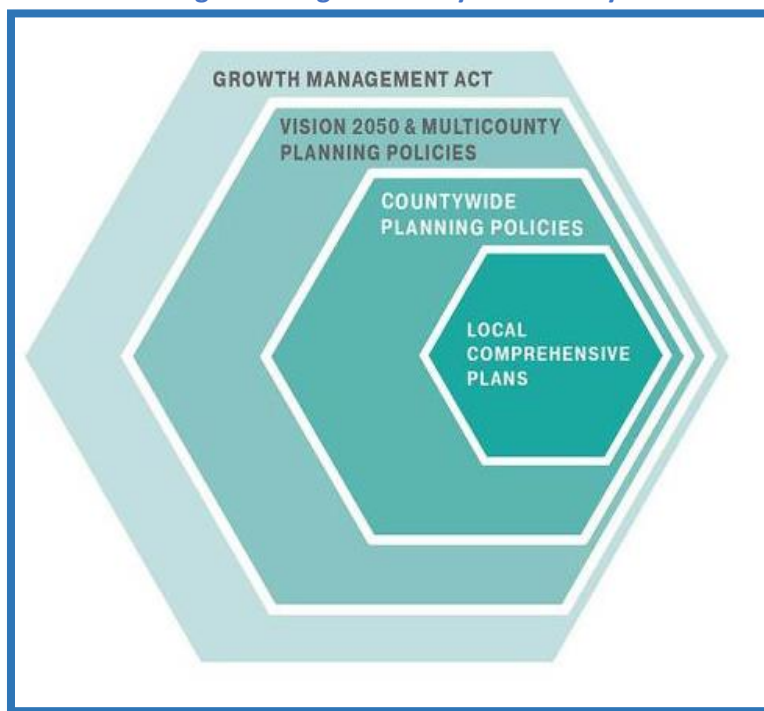 GROWTH MANAGEMENT ACT
VISION 2050 & MULTICOUNTY
PLANNING POLICIES
COUNTYWIDE
PLANNING POLICIES
LOCAL
COMPREHENSIVE
PLANS